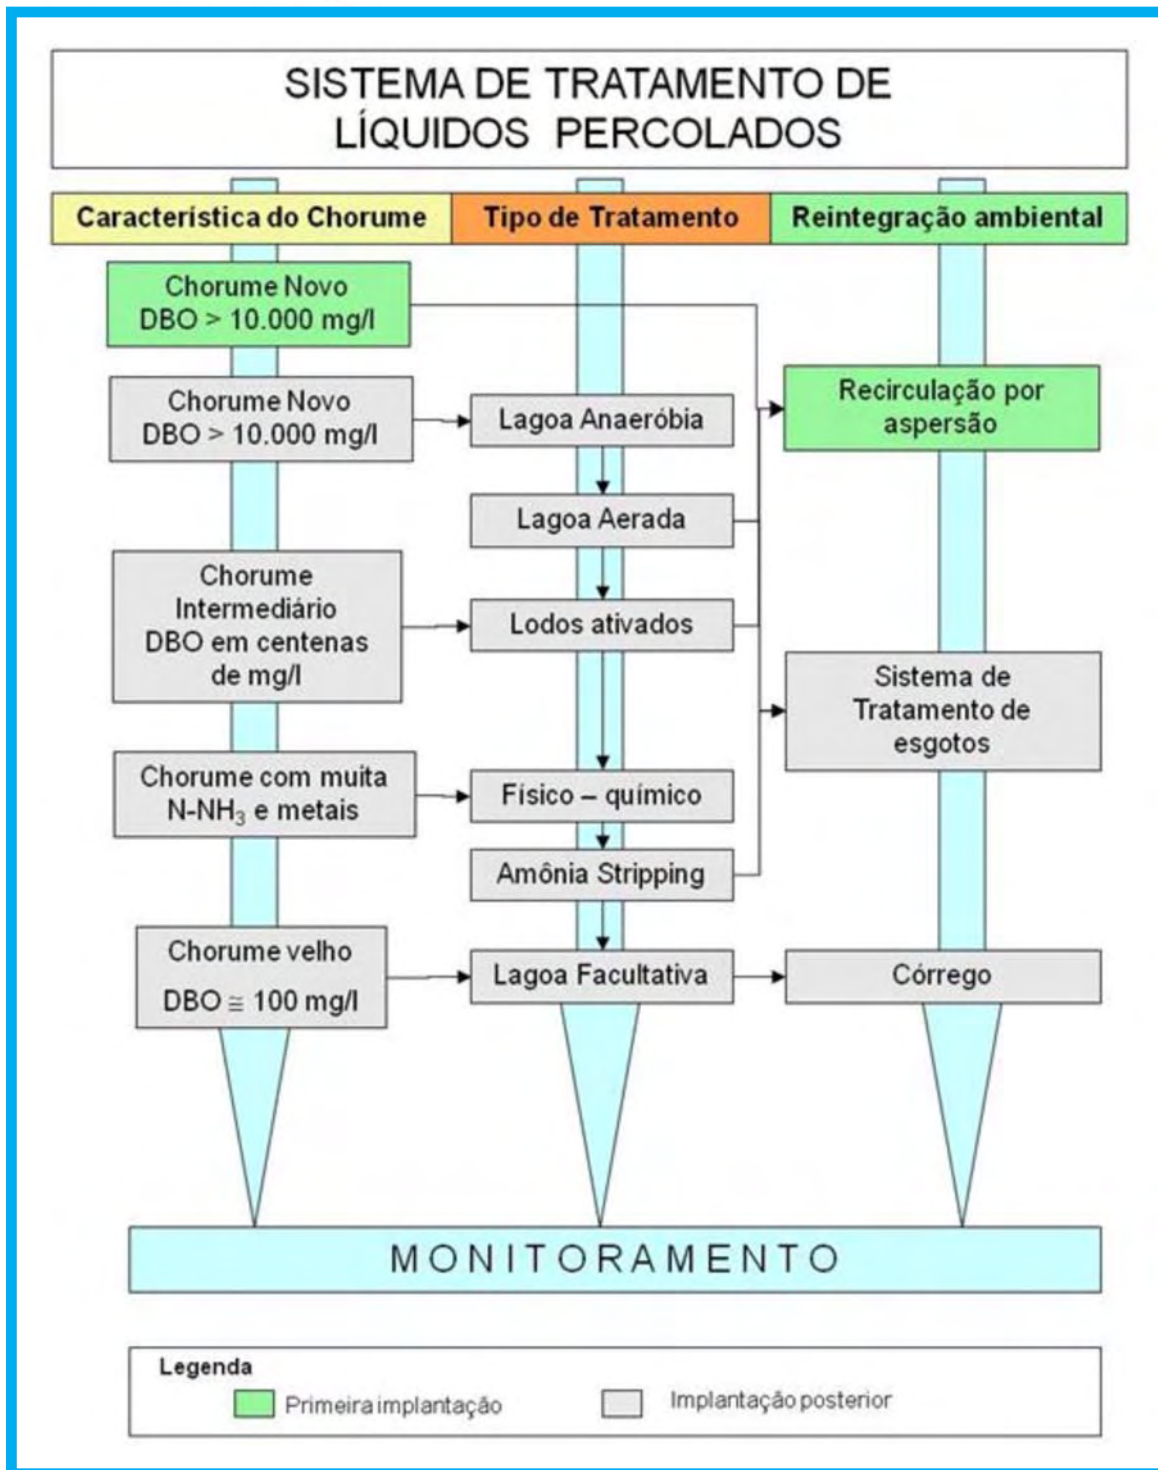 SISTEMA DE TRATAMENTO DE
LÍQUIDOS PERCOLADOS
Característica do Chorume
Tipo de Tratamento
Reintegração ambiental
Chorume Novo
DBO > 10.000 mg/l
Chorume Novo
DBO > 10.000 mg/l
Lagoa Anaeróbia
Recirculação por
aspersão
Lagoa Aerada
Chorume
Intermediário
DBO em centenas
de mg/l
Lodos ativados
Sistema de
Tratamento de
esgotos
Chorume com muita
N-NH₃ e metais
Físico – químico
Amônia Stripping
Chorume velho
DBO ≅ 100 mg/l
Lagoa Facultativa
Córrego
MONITORAMENTO
Legenda
Primeira implantação
Implantação posterior